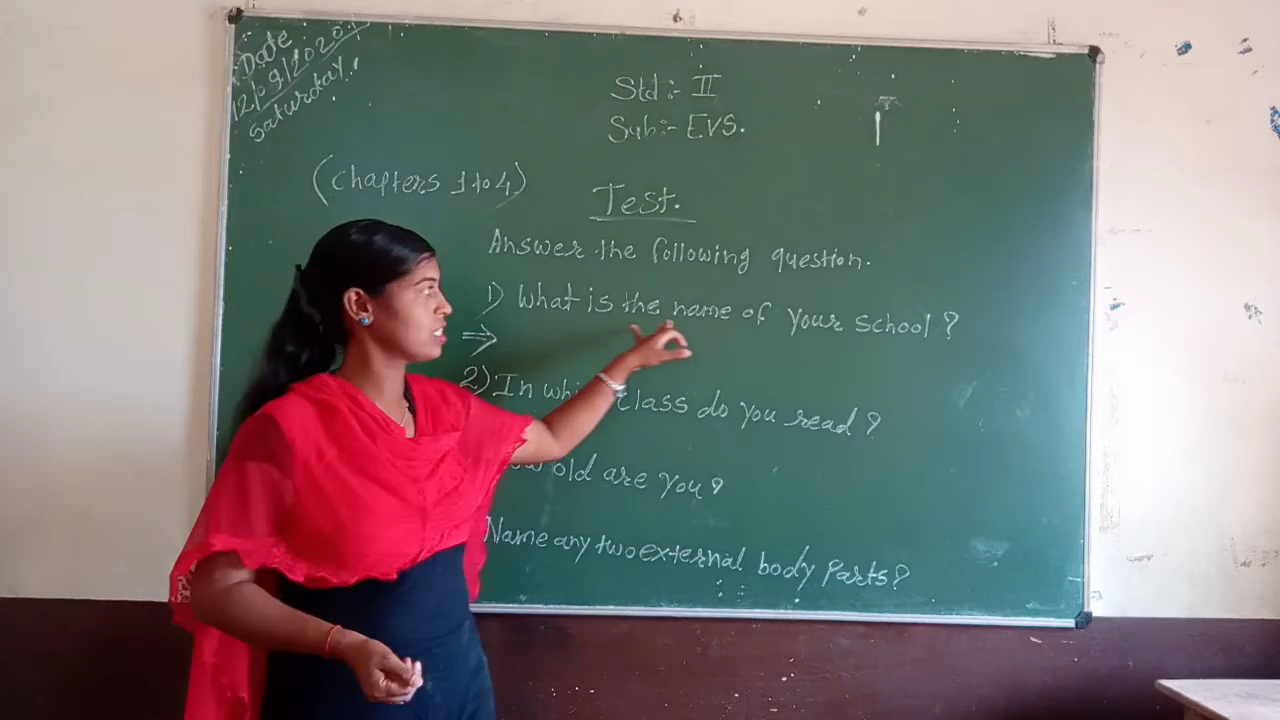 Date
12/09/2020
Saturday.
Std :- II
Sub :- EVS.
(Chapters 1 to 4)
Test.
Answer the following question.
1) What is the name of your school ?
⇒
2) In class do you read ?
old are you ?
Name any two external body Parts ?